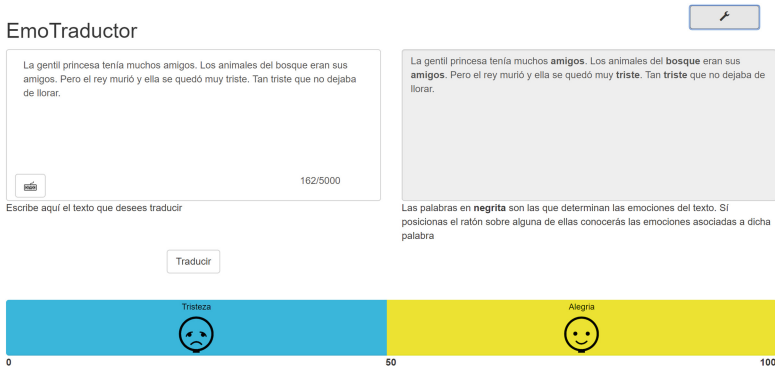 EmoTraductor
La gentil princesa tenía muchos amigos. Los animales del bosque eran sus
amigos. Pero el rey murió y ella se quedó muy triste. Tan triste que no dejaba
de llorar.
162/5000
Escribe aquí el texto que desees traducir
Traducir
La gentil princesa tenía muchos amigos. Los animales del bosque eran sus
amigos. Pero el rey murió y ella se quedó muy triste. Tan triste que no dejaba de
llorar.
Las palabras en negrita son las que determinan las emociones del texto. Sí
posicionas el ratón sobre alguna de ellas conocerás las emociones asociadas a dicha
palabra
Tristeza
Alegria
0
50
100